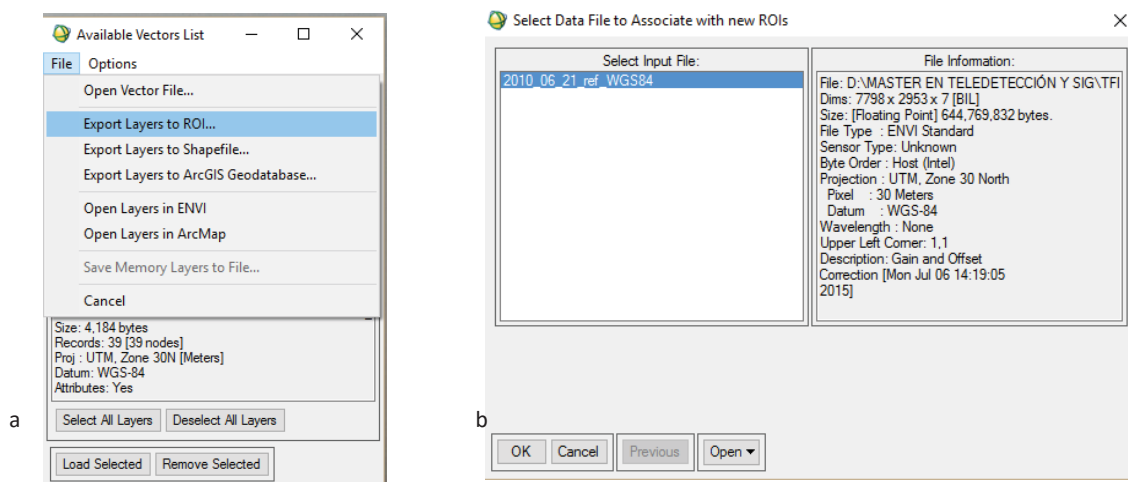 Available Vectors List
File Options
Open Vector File...
Export Layers to ROI...
Export Layers to Shapefile...
Export Layers to ArcGIS Geodatabase...
Open Layers in ENVI
Open Layers in ArcMap
Save Memory Layers to File...
Cancel
Size: 4,184 bytes
Records: 39 [39 nodes]
Proj : UTM, Zone 30N [Meters]
Datum: WGS-84
Attributes: Yes
Select All Layers Deselect All Layers
Load Selected Remove Selected
a
Select Data File to Associate with new ROIs
Select Input File:
2010_06_21_ref_WGS84
File Information:
File: D:\MASTER EN TELEDETECCIÓN Y SIG\TFI
Dims: 7798 x 2953 x 7 [BIL]
Size: [Floating Point] 644,769,832 bytes.
File Type : ENVI Standard
Sensor Type: Unknown
Byte Order : Host (Intel)
Projection : UTM, Zone 30 North
Pixel : 30 Meters
Datum : WGS-84
Wavelength : None
Upper Left Corner: 1,1
Description: Gain and Offset
Correction [Mon Jul 06 14:19:05
2015]
OK Cancel Previous Open
b